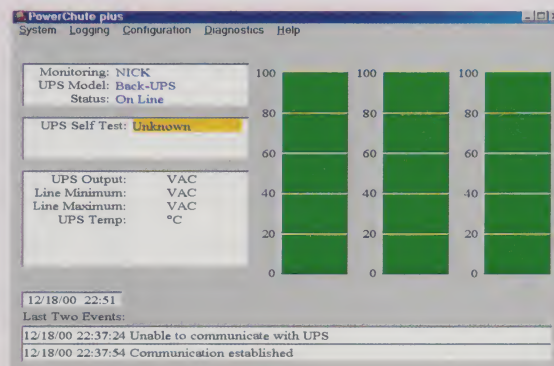 PowerChute plus
System Logging Configuration Diagnostics Help
Monitoring: NICK
UPS Model: Back-UPS
Status: On Line
UPS Self Test: Unknown
UPS Output: VAC
Line Minimum: VAC
Line Maximum: VAC
UPS Temp: °C
100 100 100
80 80 80
60 60 60
40 40 40
20 20 20
0 0 0
12/18/00 22:51
Last Two Events:
12/18/00 22:37:24 Unable to communicate with UPS
12/18/00 22:37:54 Communication established